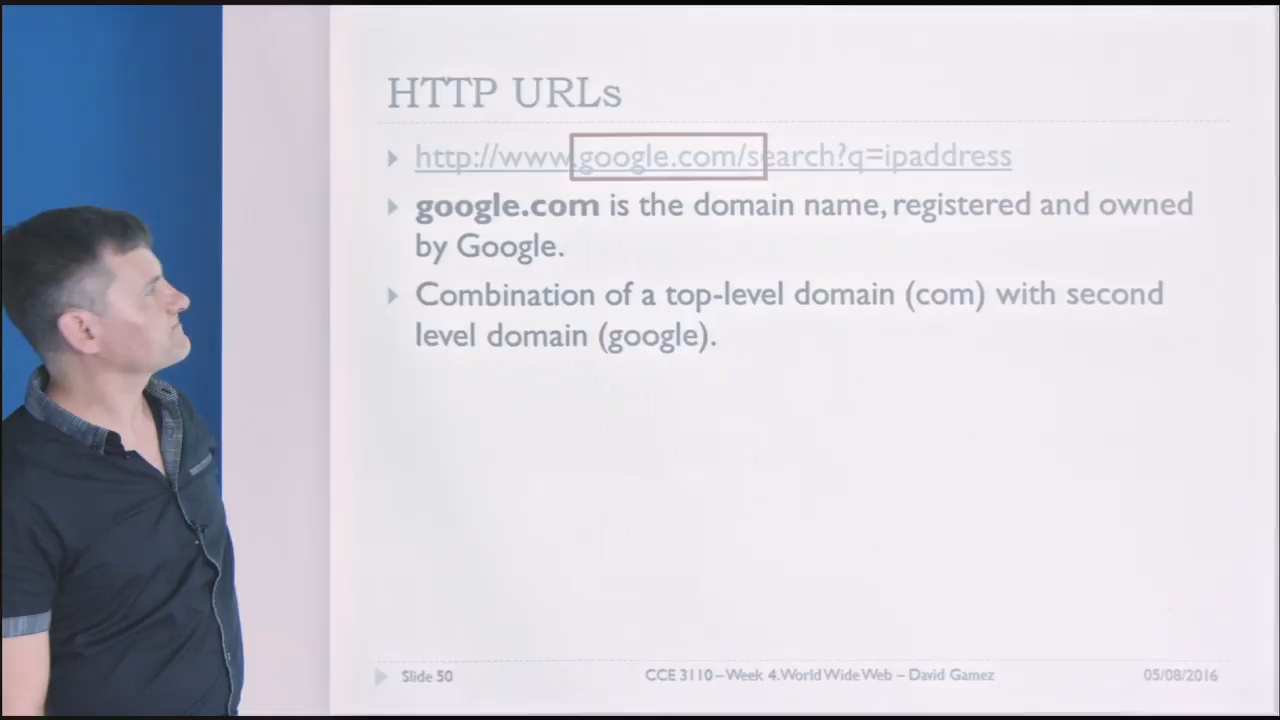 HTTP URLs
http://www.google.com/search?q=ipaddress
google.com is the domain name, registered and owned
by Google.
Combination of a top-level domain (com) with second
level domain (google).
Slide 50
CCE 3110 – Week 4. World Wide Web – David Gamez
05/08/2016